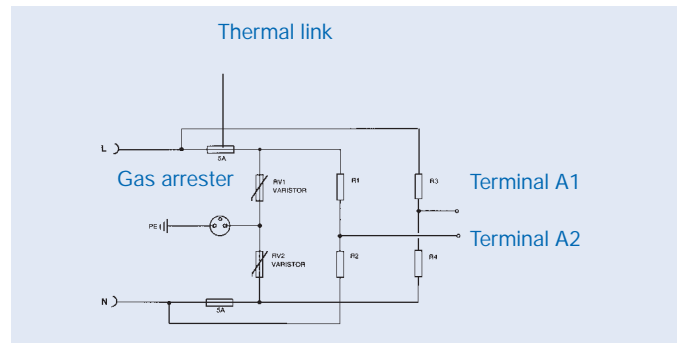 Thermal link
L
5A
Gas arrester
RV1
VARISTOR
R1
R3
Terminal A1
PE
Terminal A2
RV2
VARISTOR
R2
R4
N
5A